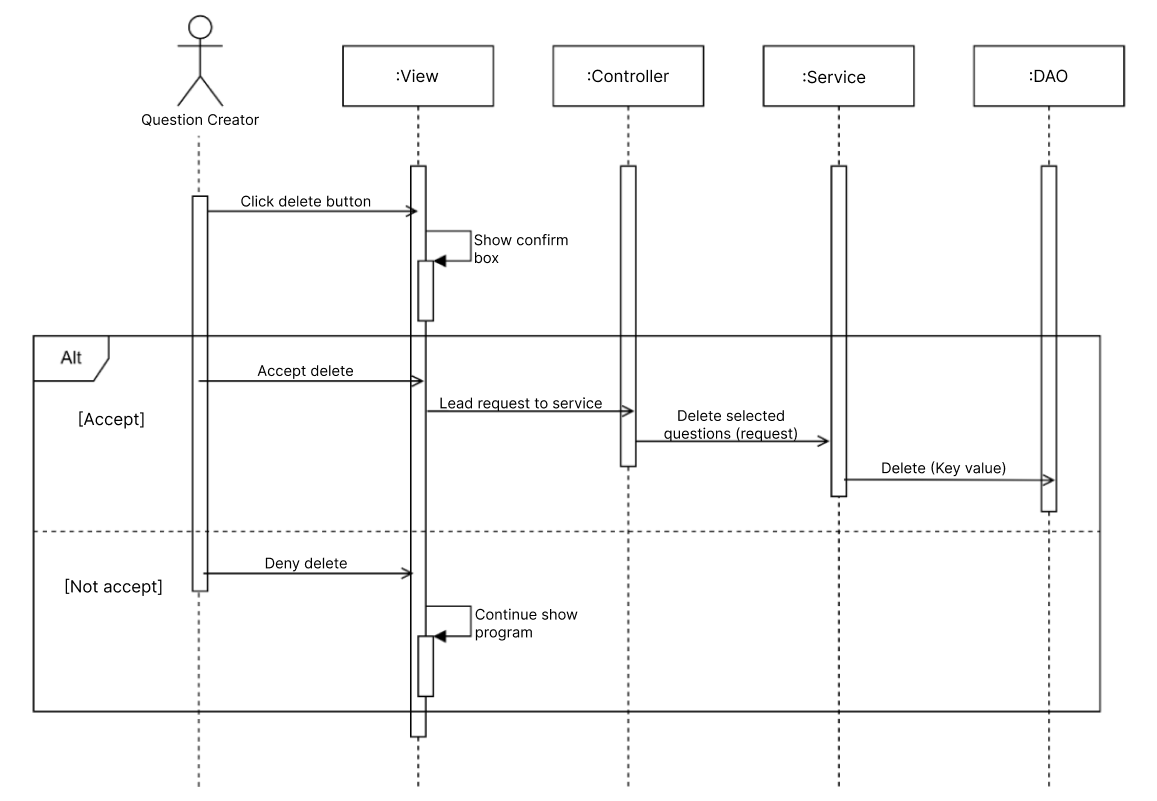 :View
:Controller
:Service
:DAO
Question Creator
Click delete button
Show confirm
box
Alt
Accept delete
[Accept]
Lead request to service
Delete selected
questions (request)
Delete (Key value)
Deny delete
[Not accept]
Continue show
program